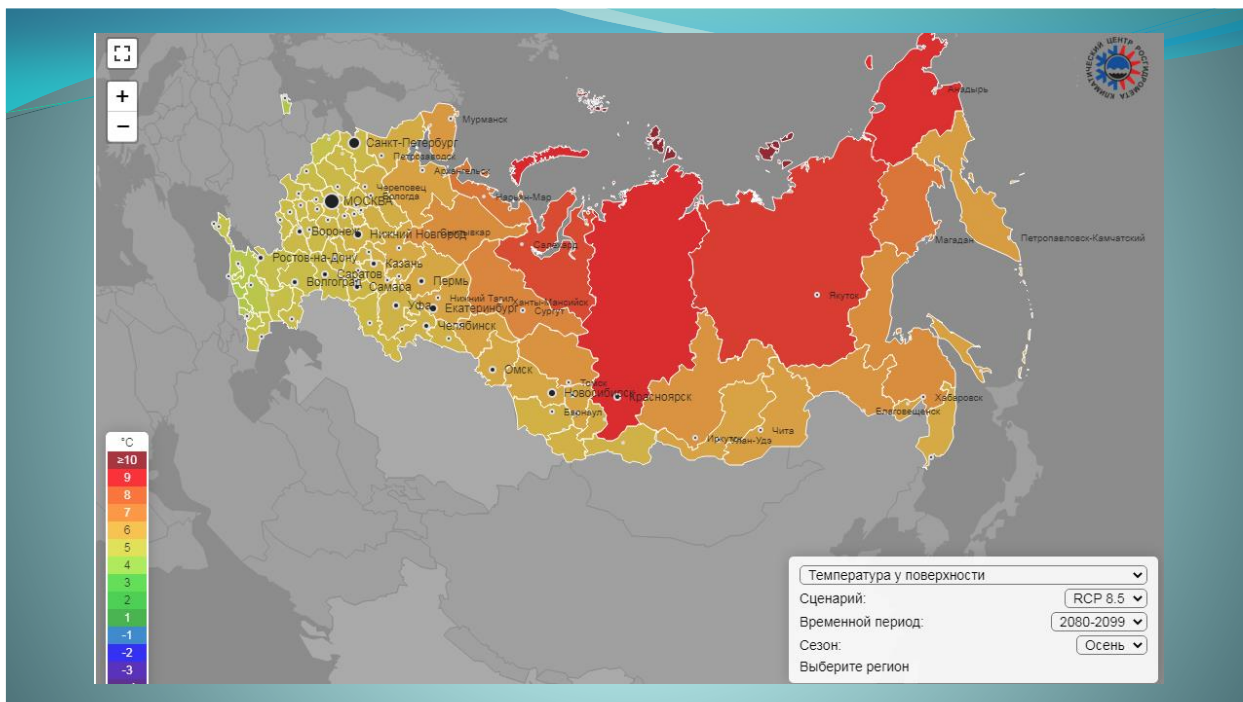 +
−
КЛИМАТИЧЕСКИЙ ЦЕНТР РОСГИДРОМЕТА
Анадырь
Мурманск
Санкт-Петербург
Петрозаводск
Архангельск
Череповец
Вологда
Нарьян-Мар
МОСКВА
Воронеж
Нижний Новгород
Сыктывкар
Салехард
Магадан
Петропавловск-Камчатский
Ростов-на-Дону
Казань
Саратов
Волгоград
Самара
Пермь
Якутск
Нижний Тагил
Ханты-Мансийск
Уфа
Екатеринбург
Сургут
Челябинск
Омск
Томск
Новосибирск
Красноярск
Барнаул
Хабаровск
Благовещенск
Чита
Иркутск
Улан-Удэ
°C
≥10
9
8
7
6
5
4
3
2
1
-1
-2
-3
Температура у поверхности
Сценарий: RCP 8.5
Временной период: 2080-2099
Сезон: Осень
Выберите регион